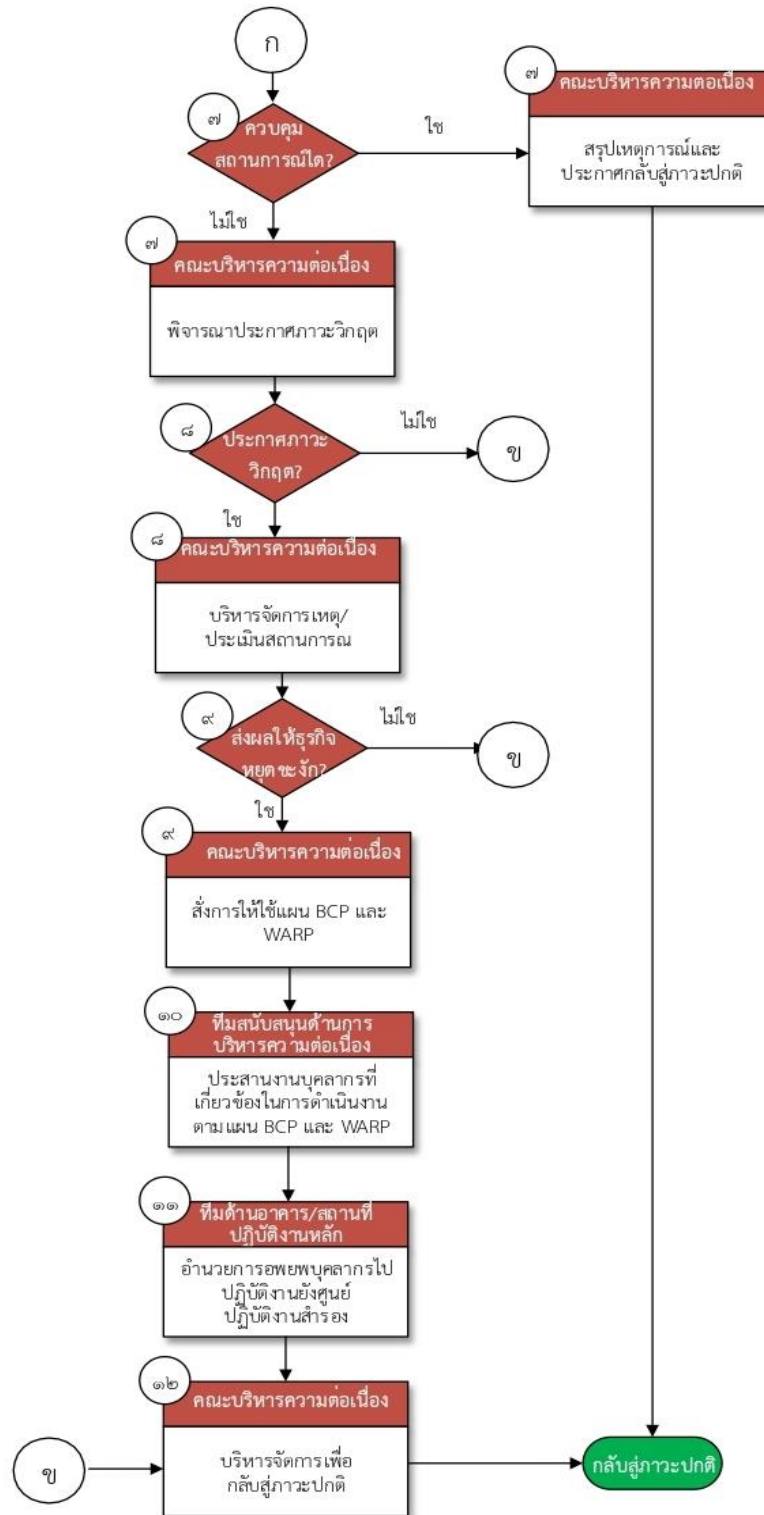 ก
๗
ควบคุม
สถานการณ์ได?
ใช
๗
คณะบริหารความตอเนื่อง
สรุปเหตุการณ์และ
ประกาศกลับสู่ภาวะปกติ
ไม่ใช
๗
คณะบริหารความต่อเนื่อง
พิจารณาประกาศภาวะวิกฤต
๘
ประกาศภาวะ
วิกฤต?
ไม่ใช
ข
ใช
๘
คณะบริหารความต่อเนื่อง
บริหารจัดการเหตุ/
ประเมินสถานการณ
๙
ส่งผลให้ธุรกิจ
หยุดชะงัก?
ไม่ใช
ข
ใช
๙
คณะบริหารความต่อเนื่อง
สั่งการให้ใช้แผน BCP และ
WARP
๑๐
ทีมสนับสนุนด้านการ
บริหารความต่อเนื่อง
ประสานงานบุคลากรที่
เกี่ยวข้องในการดำเนินงาน
ตามแผน BCP และ WARP
๑๑
ทีมด้านอาคาร/สถานที่
ปฏิบัติงานหลัก
อำนวยการอพยพบุคลากรไป
ปฏิบัติงานยังศูนย์
ปฏิบัติงานสำรอง
๑๒
คณะบริหารความต่อเนื่อง
ข
บริหารจัดการเพื่อ
กลับสู่ภาวะปกติ
กลับสู่ภาวะปกติ